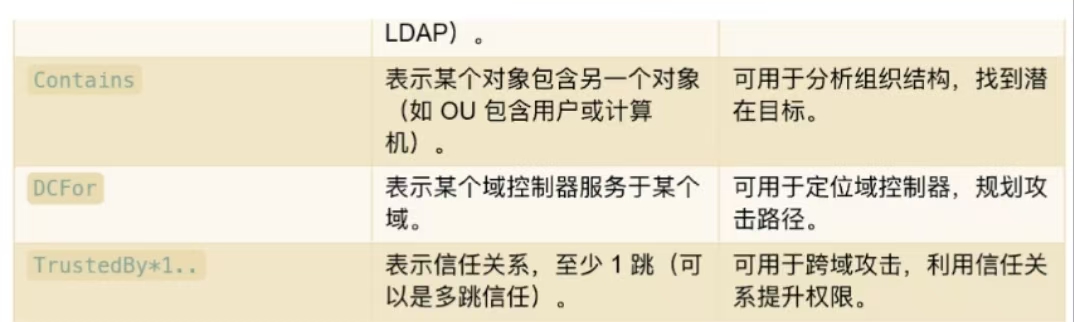 LDAP）。
Contains
表示某个对象包含另一个对象
（如 OU 包含用户或计算
机）。
可用于分析组织结构，找到潜
在目标。
DCFor
表示某个域控制器服务于某个
域。
可用于定位域控制器，规划攻
击路径。
TrustedBy*1..
表示信任关系，至少 1 跳（可
以是多跳信任）。
可用于跨域攻击，利用信任关
系提升权限。